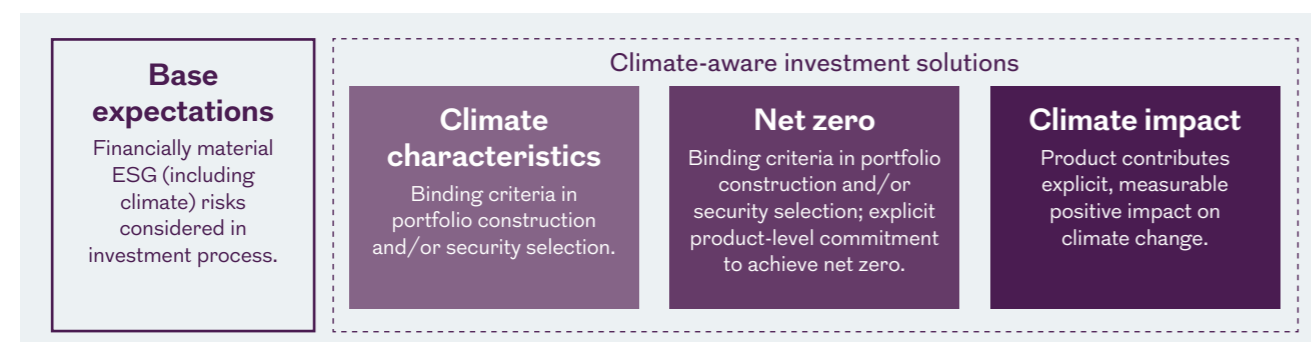 Base
expectations
Financially material
ESG (including
climate) risks
considered in
investment process.
Climate-aware investment solutions
Climate
characteristics
Binding criteria in
portfolio construction
and/or security selection.
Net zero
Binding criteria in portfolio
construction and/or
security selection; explicit
product-level commitment
to achieve net zero.
Climate impact
Product contributes
explicit, measurable
positive impact on
climate change.